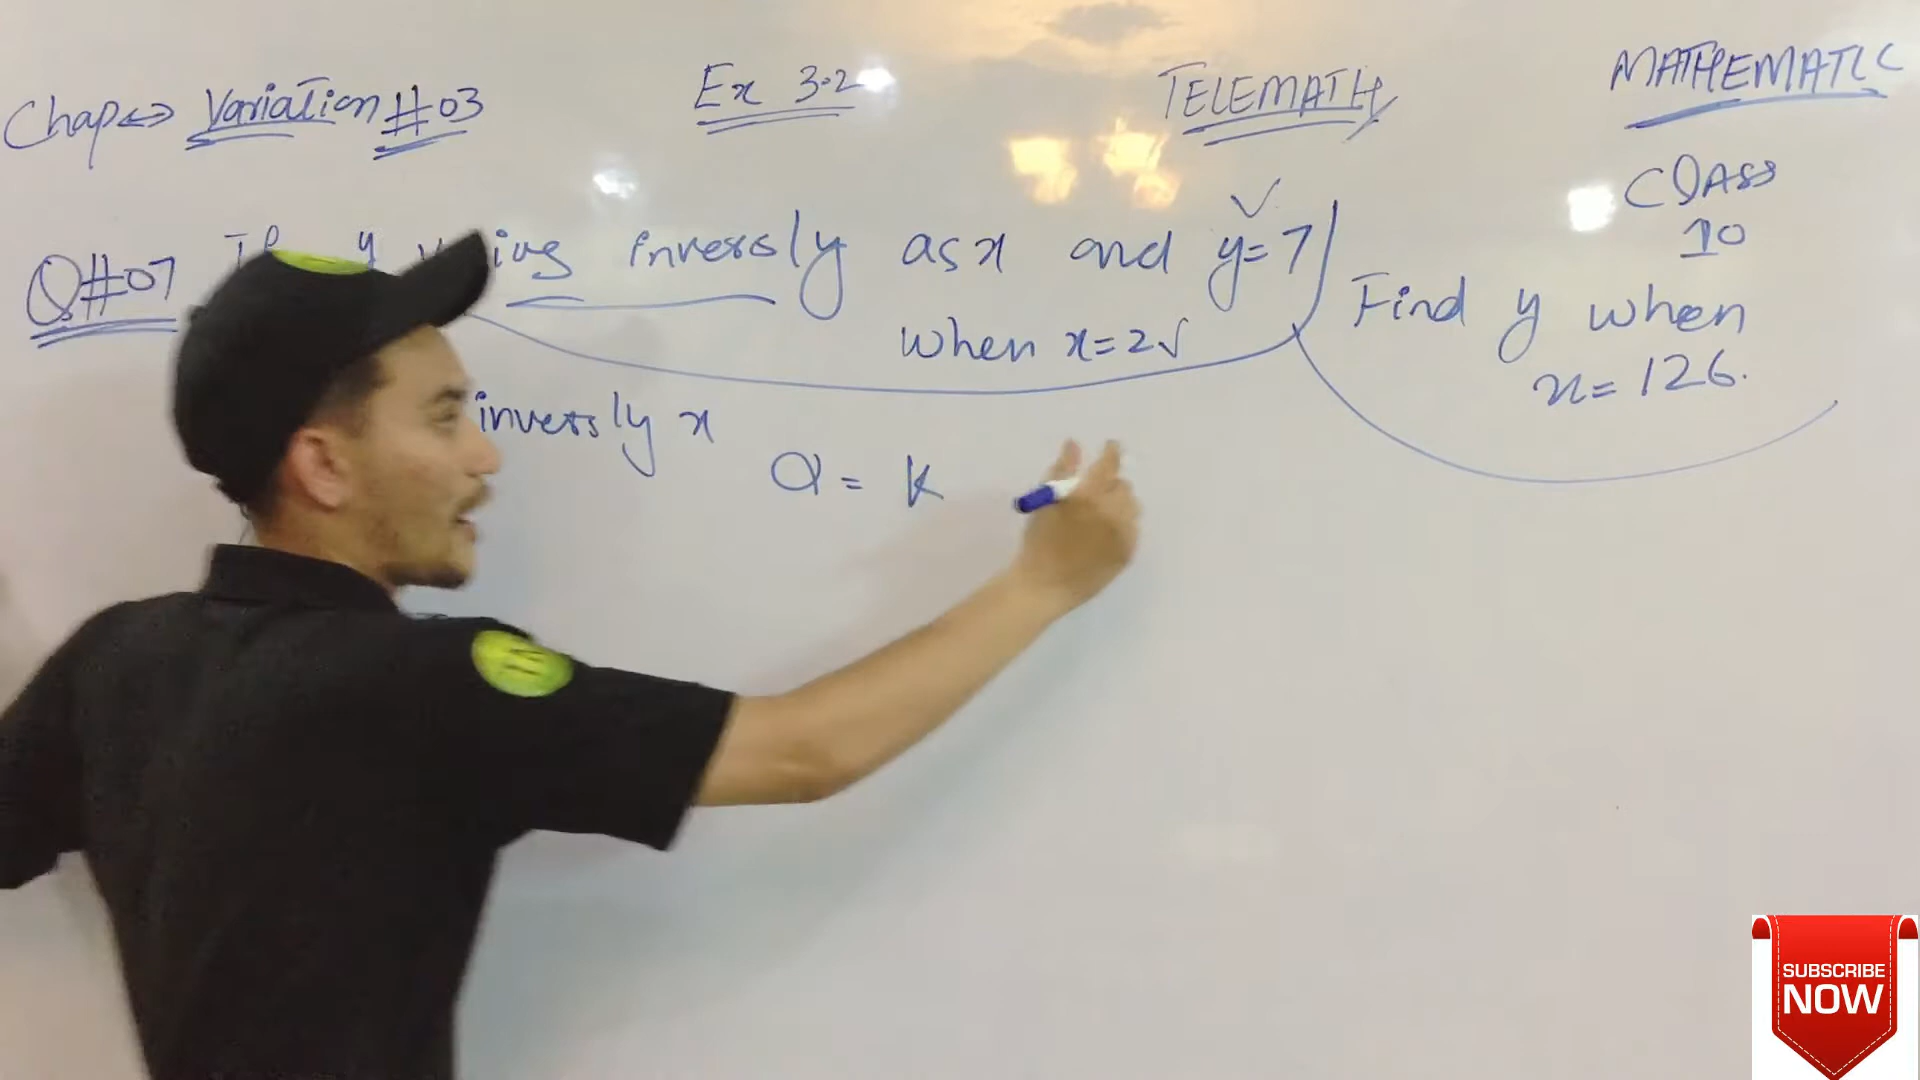 Chap <-> Variation #03
Ex 3.2
TELEMATH
MATHEMATIC
Class
10
Q#07 If y inversly as x and y=7
when x=2
Find y when
x=126.
inversly x
= k
SUBSCRIBE
NOW